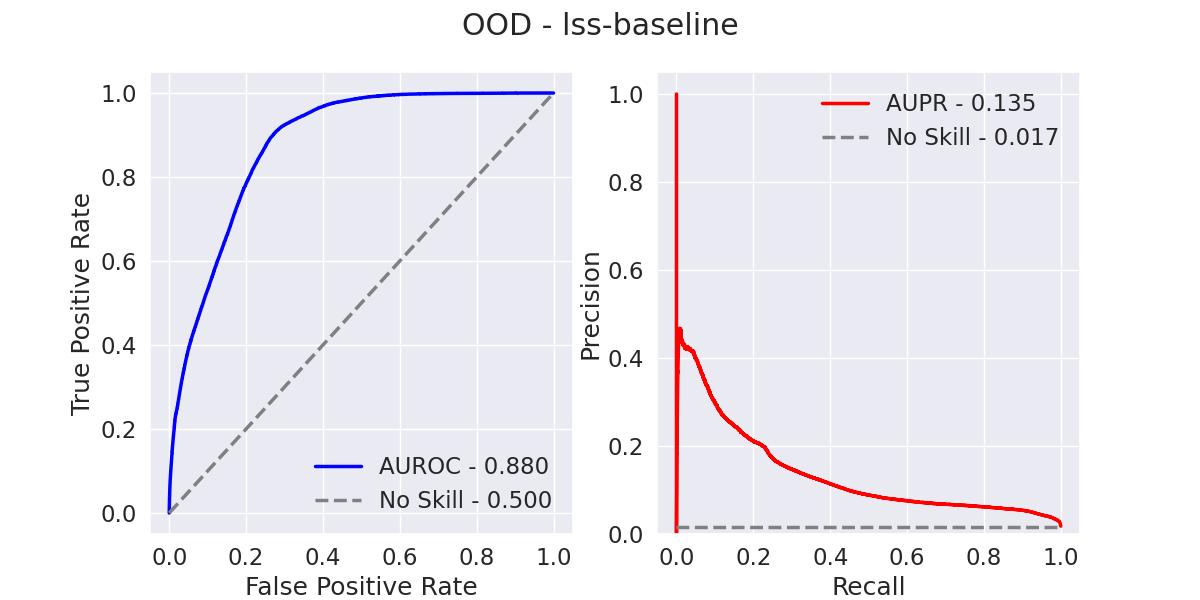 OOD - lss-baseline
True Positive Rate
1.0
0.8
0.6
0.4
0.2
0.0
AUROC - 0.880
No Skill - 0.500
0.0 0.2 0.4 0.6 0.8 1.0
False Positive Rate
Precision
1.0
0.8
0.6
0.4
0.2
0.0
AUPR - 0.135
No Skill - 0.017
0.0 0.2 0.4 0.6 0.8 1.0
Recall